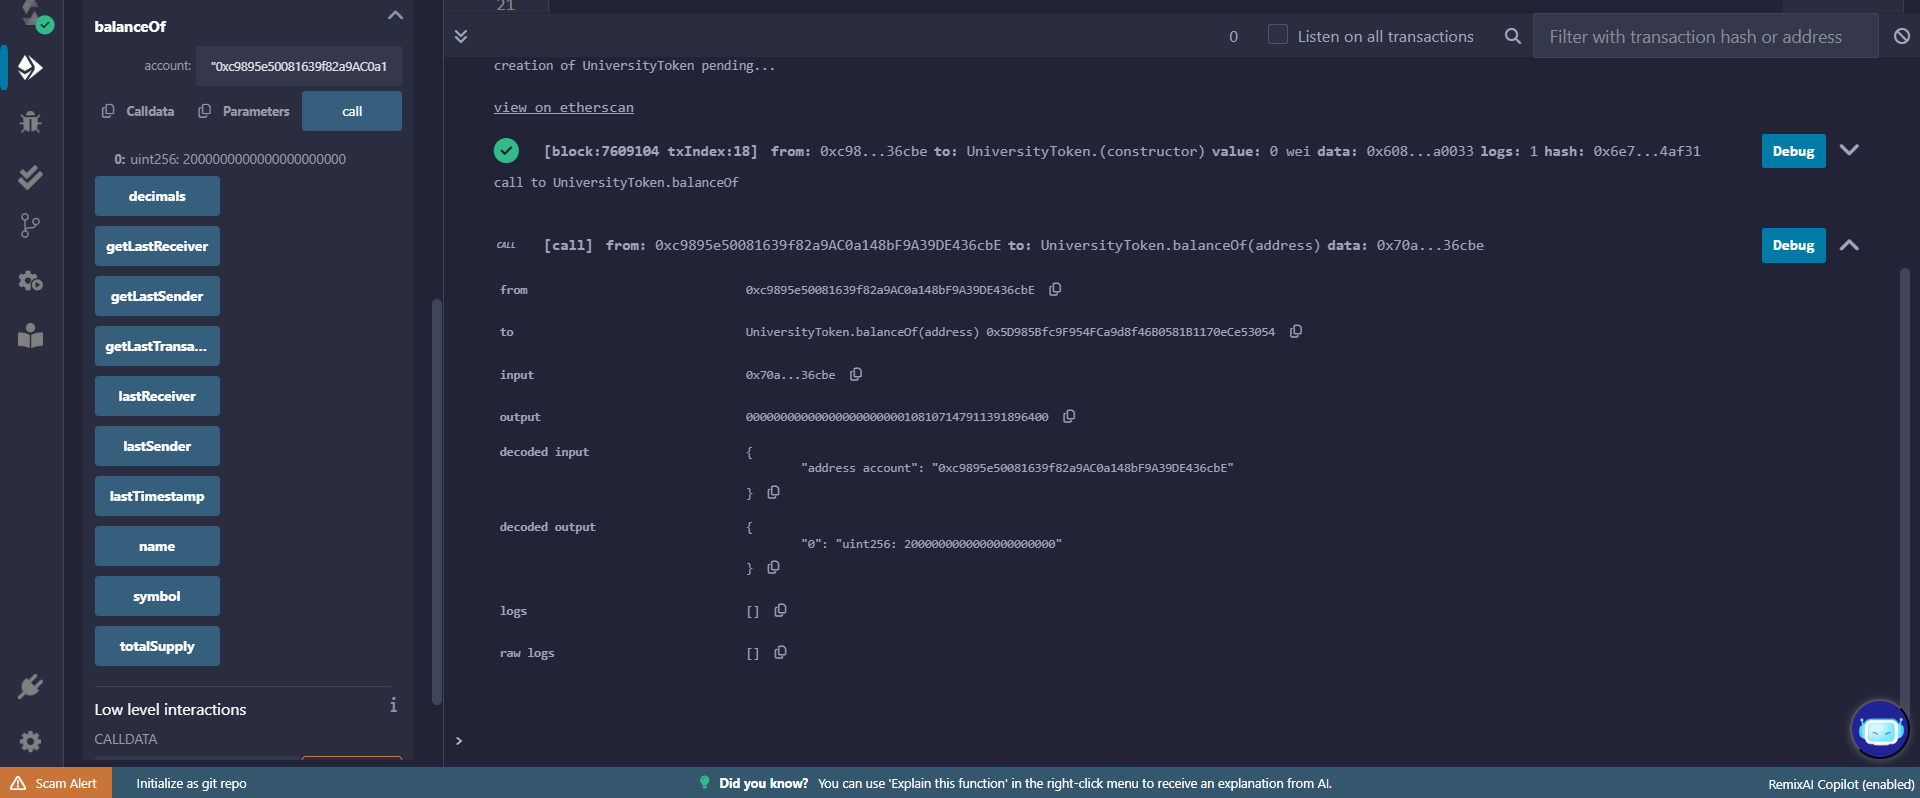 balanceOf
account: "0xc9895e50081639f82a9AC0a1
Calldata Parameters call
0: uint256: 2000000000000000000000
decimals
getLastReceiver
getLastSender
getLastTransa...
lastReceiver
lastSender
lastTimestamp
name
symbol
totalSupply
Low level interactions
i
CALLDATA
21
0 Listen on all transactions Filter with transaction hash or address
creation of UniversityToken pending...
view on etherscan
[block:7609104 txIndex:18] from: 0xc98...36cbe to: UniversityToken.(constructor) value: 0 wei data: 0x608...a0033 logs: 1 hash: 0x6e7...4af31 Debug
call to UniversityToken.balanceOf
CALL [call] from: 0xc9895e50081639f82a9AC0a148bF9A39DE436cbE to: UniversityToken.balanceOf(address) data: 0x70a...36cbe Debug
from 0xc9895e50081639f82a9AC0a148bF9A39DE436cbE
to UniversityToken.balanceOf(address) 0x5D985Bfc9F954FCa9d8f46B0581B1170eCe53054
input 0x70a...36cbe
output 0000000000000000000000108107147911391896400
decoded input {
"address account": "0xc9895e50081639f82a9AC0a148bF9A39DE436cbE"
}
decoded output {
"0": "uint256: 2000000000000000000000"
}
logs []
raw logs []
>
Scam Alert Initialize as git repo Did you know? You can use 'Explain this function' in the right-click menu to receive an explanation from AI. RemixAI Copilot (enabled)